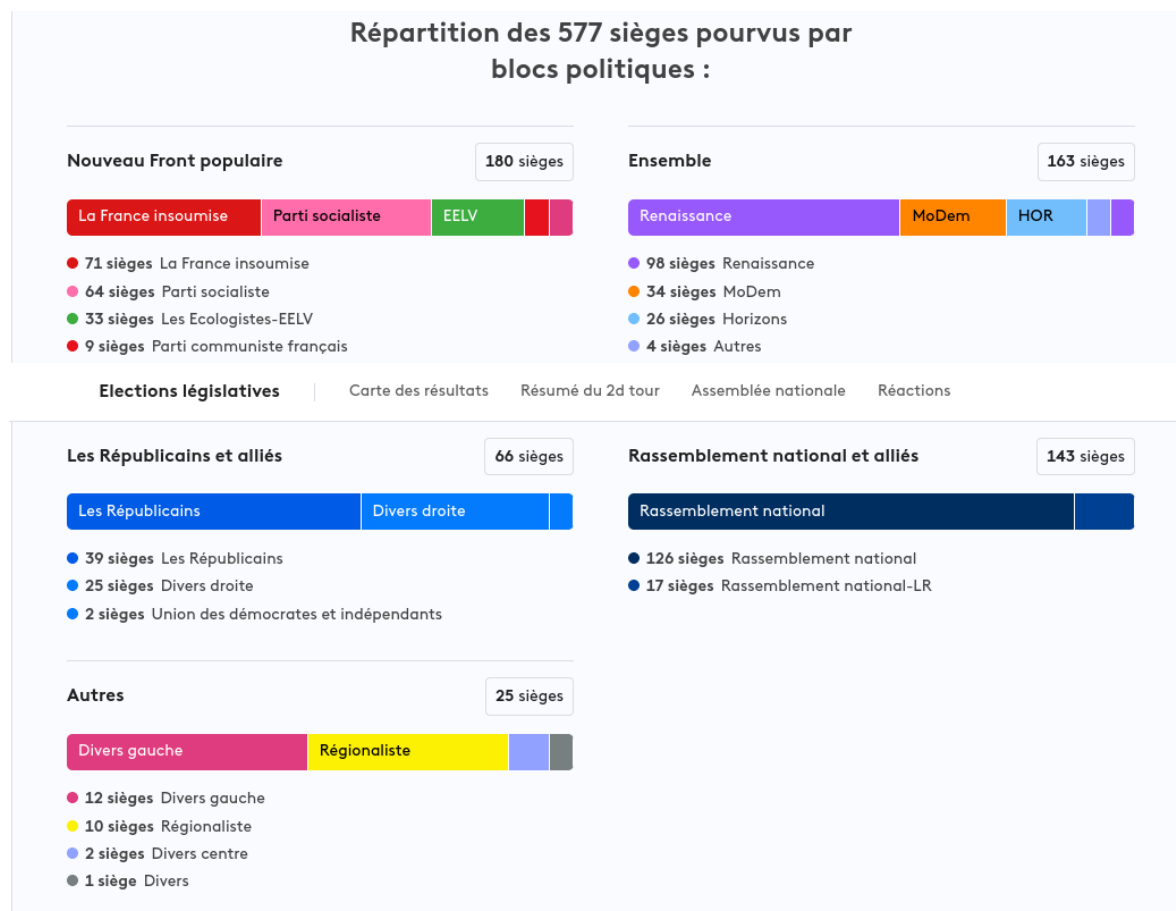 Répartition des 577 sièges pourvus par
blocs politiques :
Nouveau Front populaire
180 sièges
La France insoumise
Parti socialiste
EELV
71 sièges La France insoumise
64 sièges Parti socialiste
33 sièges Les Ecologistes-EELV
9 sièges Parti communiste français
Ensemble
163 sièges
Renaissance
MoDem
HOR
98 sièges Renaissance
34 sièges MoDem
26 sièges Horizons
4 sièges Autres
Elections législatives
Carte des résultats
Résumé du 2d tour
Assemblée nationale
Réactions
Les Républicains et alliés
66 sièges
Les Républicains
Divers droite
39 sièges Les Républicains
25 sièges Divers droite
2 sièges Union des démocrates et indépendants
Rassemblement national et alliés
143 sièges
Rassemblement national
126 sièges Rassemblement national
17 sièges Rassemblement national-LR
Autres
25 sièges
Divers gauche
Régionaliste
12 sièges Divers gauche
10 sièges Régionaliste
2 sièges Divers centre
1 siège Divers